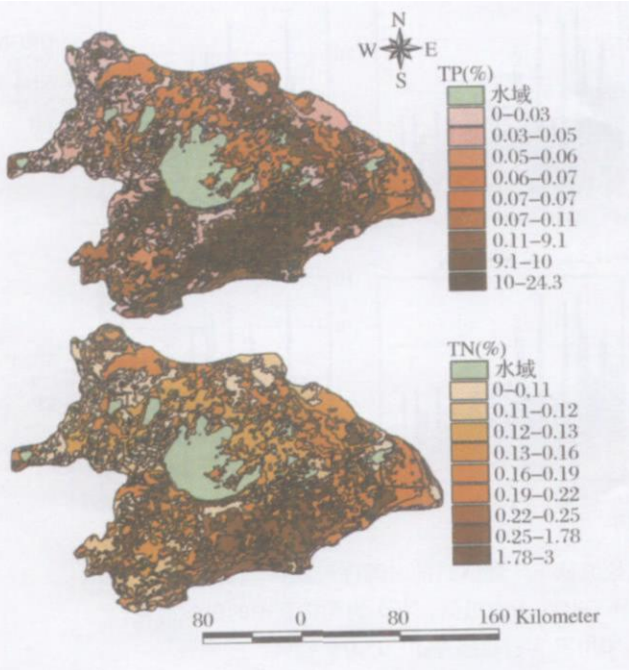 N
W E
S
TP(%)
水域
0-0.03
0.03-0.05
0.05-0.06
0.06-0.07
0.07-0.07
0.07-0.11
0.11-9.1
9.1-10
10-24.3
TN(%)
水域
0-0.11
0.11-0.12
0.12-0.13
0.13-0.16
0.16-0.19
0.19-0.22
0.22-0.25
0.25-1.78
1.78-3
80 0 80 160 Kilometer